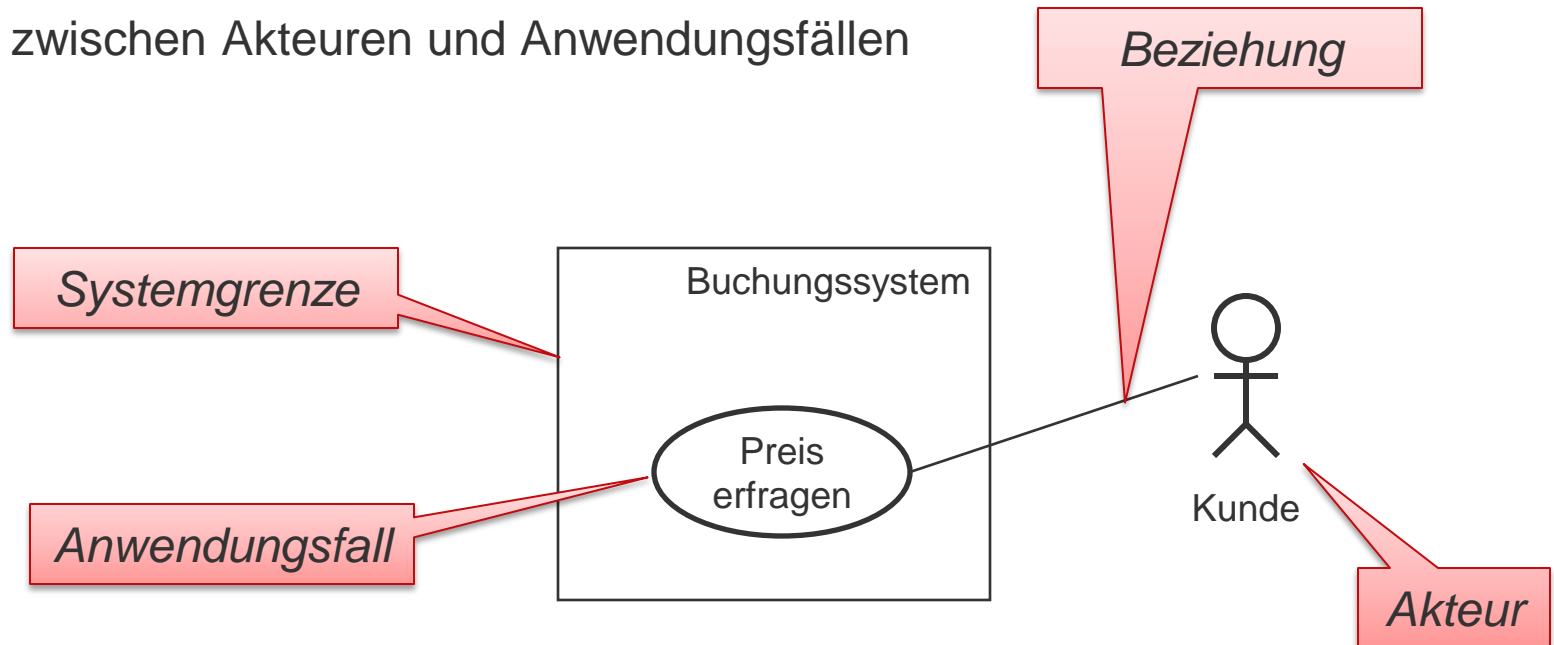 zwischen Akteuren und Anwendungsfällen
Beziehung
Systemgrenze
Buchungssystem
Preis
erfragen
Kunde
Anwendungsfall
Akteur